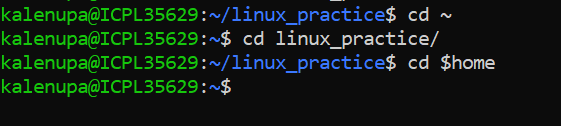 kalenupa@ICPL35629:~/linux_practice$ cd ~
kalenupa@ICPL35629:~$ cd linux_practice/
kalenupa@ICPL35629:~/linux_practice$ cd $home
kalenupa@ICPL35629:~$